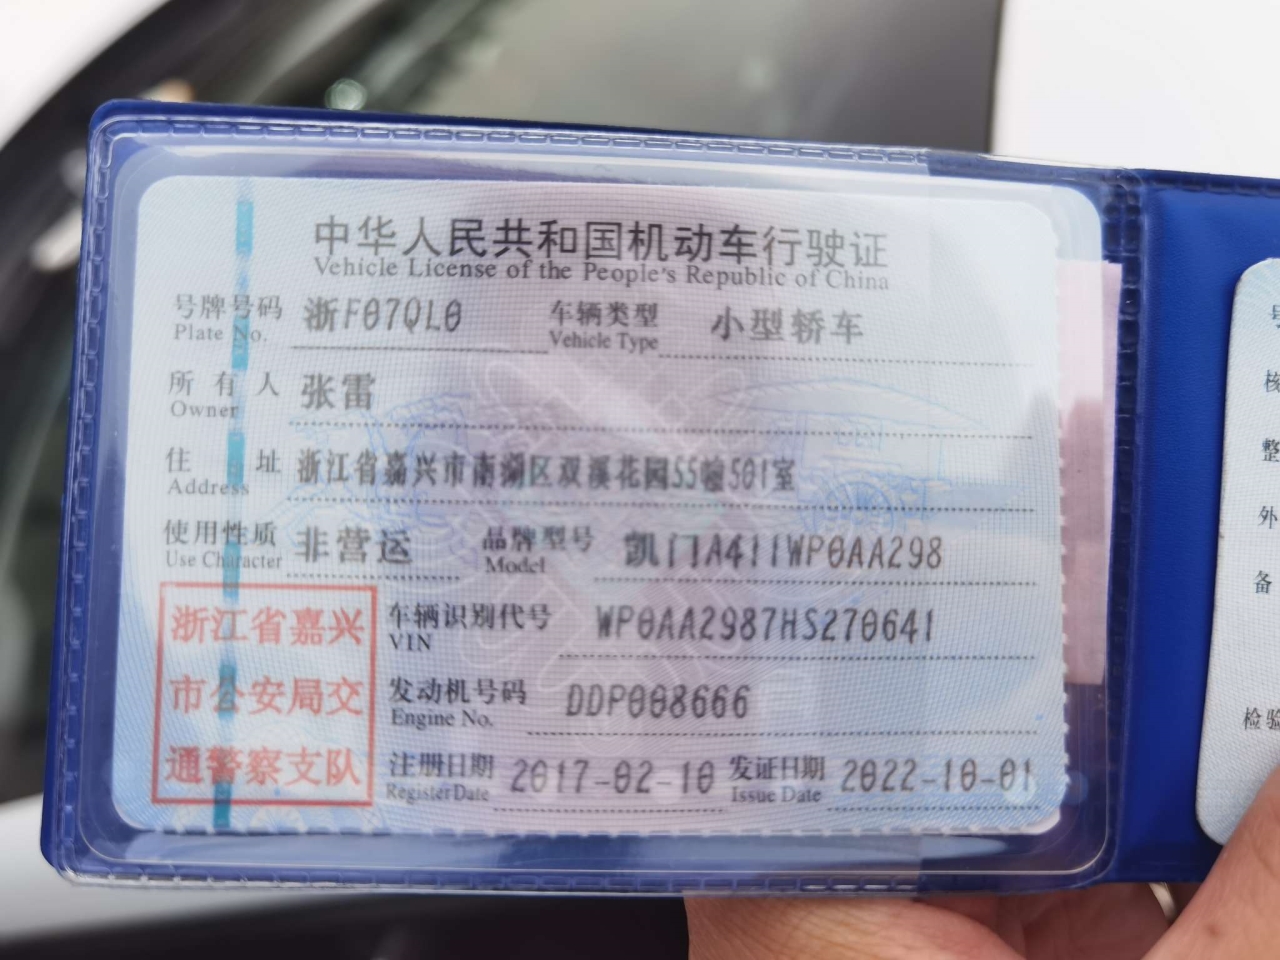 中华人民共和国机动车行驶证
Vehicle License of the People's Republic of China
号牌号码 浙F07QL0 车辆类型 小型轿车
Plate No. Vehicle Type
所有人 张雷
Owner
住址 浙江省嘉兴市南湖区双溪花园55幢501室
Address
使用性质 非营运 品牌型号 凯门A411WP0AA298
Use Character Model
浙江省嘉兴
市公安局交
通警察支队
车辆识别代号 WP0AA2987HS270641
VIN
发动机号码 DDP008666
Engine No.
注册日期 2017-02-10 发证日期 2022-10-01
Register Date Issue Date
号
核
整
外
备
检验